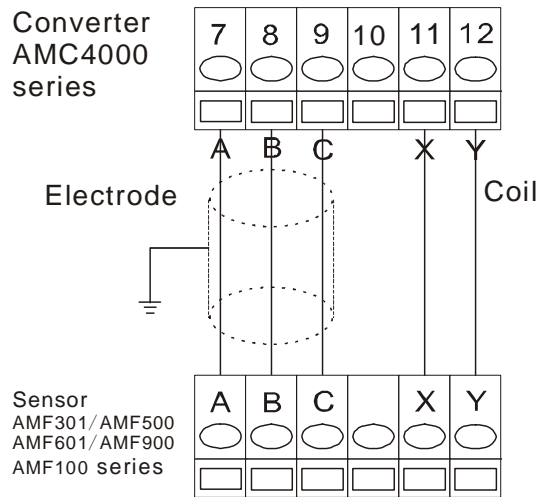 Converter
AMC4000
series
7 8 9 10 11 12
A B C X Y
Electrode
Coil
Sensor
AMF301/AMF500
AMF601/AMF900
AMF100 series
A B C X Y